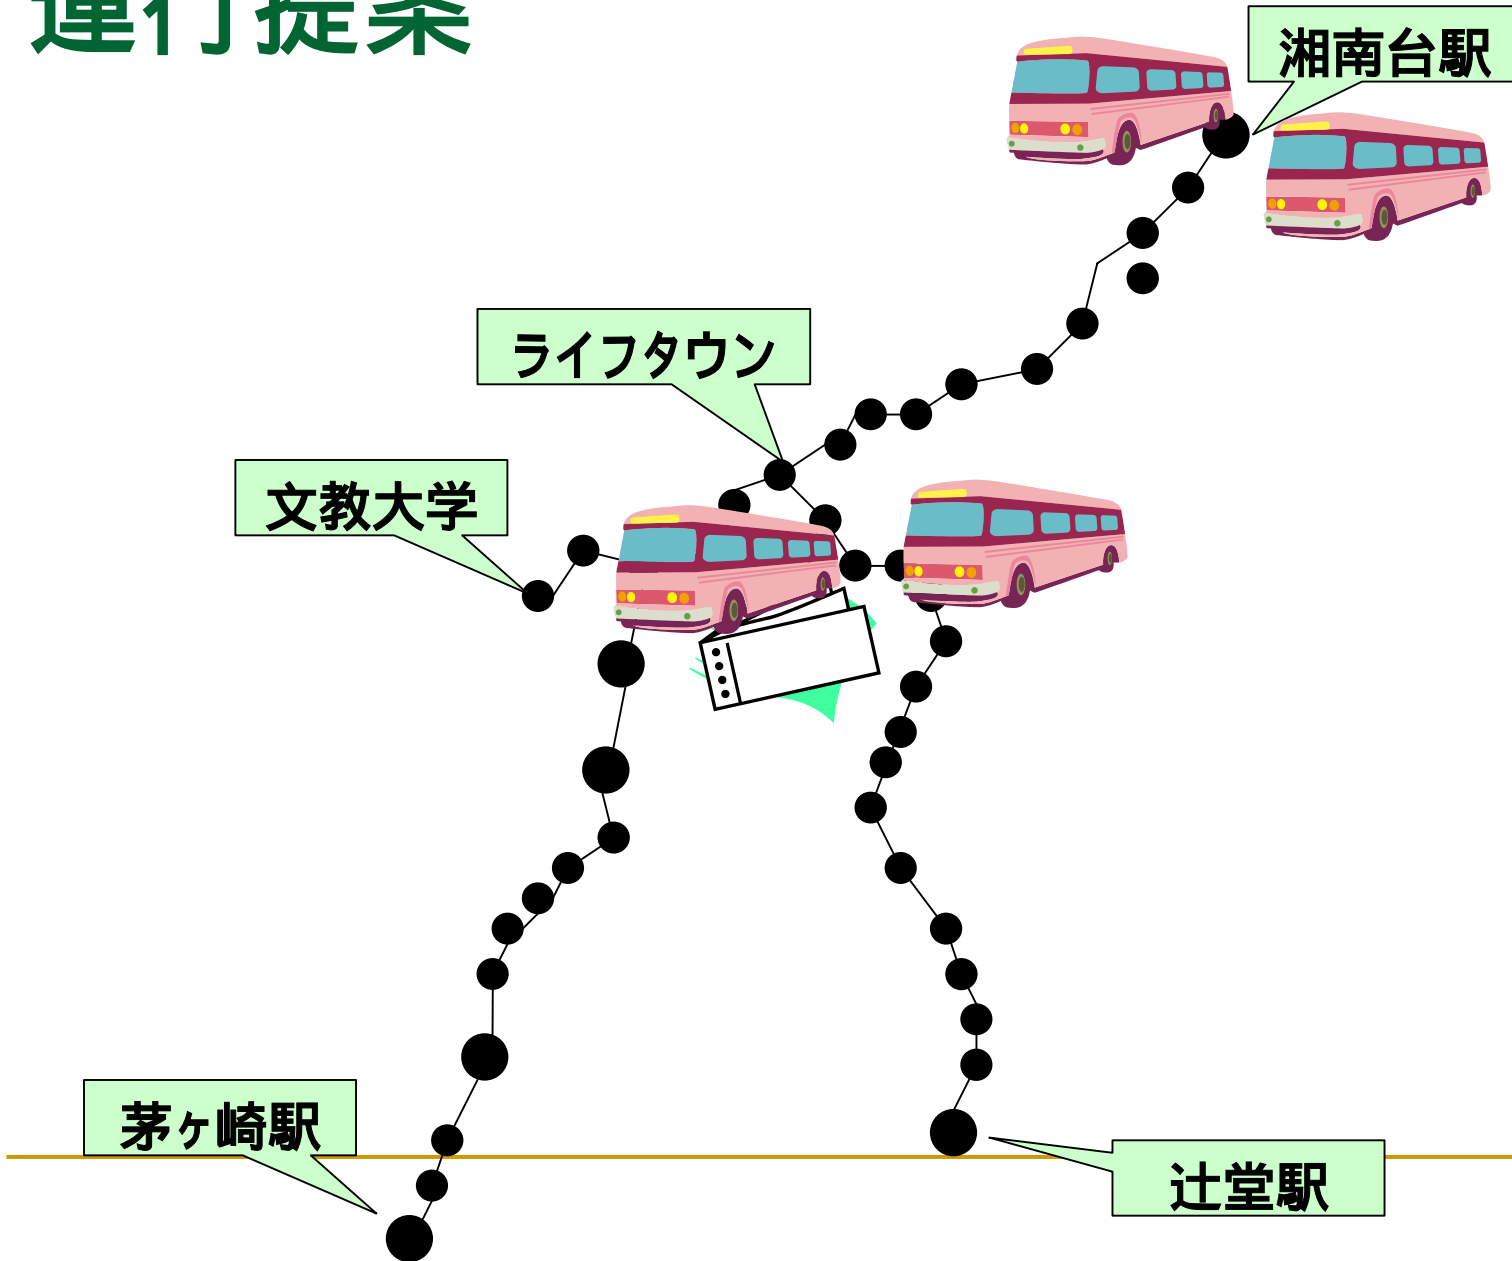 運行提案
湘南台駅
ライフタウン
文教大学
茅ヶ崎駅
辻堂駅